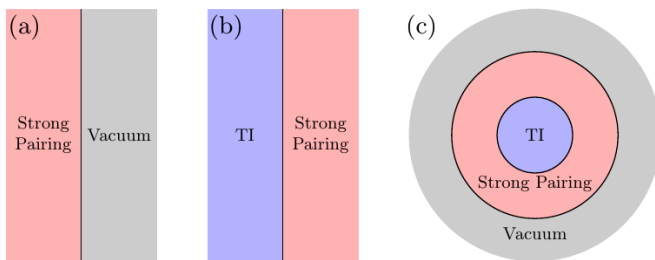 (a)
Strong
Pairing
Vacuum
(b)
TI
Strong
Pairing
(c)
TI
Strong Pairing
Vacuum